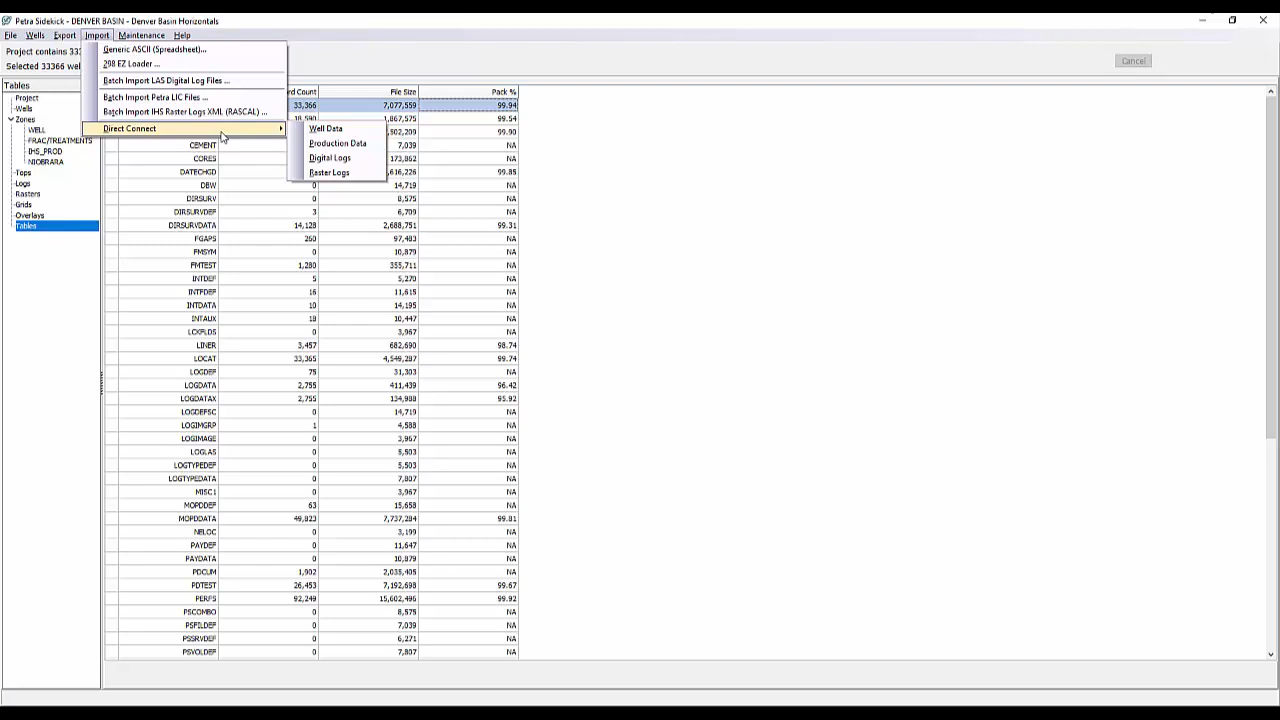 Petra Sidekick - DENVER BASIN - Denver Basin Horizontals
File Wells Export Import Maintenance Help
Project contains 33
Selected 33366 wel
Cancel
Generic ASCII (Spreadsheet)...
298 EZ Loader ...
Batch Import LAS Digital Log Files ...
Batch Import Petra LIC Files ...
Batch Import IHS Raster Logs XML (RASCAL) ...
Direct Connect
Well Data
Production Data
Digital Logs
Raster Logs
Tables
Project
Wells
Zones
WELL
FRAC/TREATMENTS
IHS_PROD
NIOBRARA
Tops
Logs
Rasters
Grids
Overlays
Tables
rd Count File Size Pack %
33,366 7,077,559 99.94
18,590 99.54
,502,209 99.90
CEMENT 7,039 NA
CORES 173,862 NA
DATECHGD ,616,226 99.85
DBW 0 14,719 NA
DIRSURV 0 8,575 NA
DIRSURVDEF 3 6,709 NA
DIRSURVDATA 14,128 2,688,751 99.31
FGAPS 260 97,483 NA
FMSYM 0 10,879 NA
FMTEST 1,280 355,711 NA
INTDEF 5 5,270 NA
INTFDEF 16 11,615 NA
INTDATA 10 14,195 NA
INTAUX 18 10,447 NA
LCKFLDS 0 3,967 NA
LINER 3,457 682,690 98.74
LOCAT 33,365 4,549,287 99.74
LOGDEF 75 31,303 NA
LOGDATA 2,755 411,439 96.42
LOGDATAX 2,755 134,988 95.92
LOGDEFSC 0 14,719 NA
LOGIMGRP 1 4,588 NA
LOGIMAGE 0 3,967 NA
LOGLAS 0 5,503 NA
LOGTYPEDEF 0 5,503 NA
LOGTYPEDATA 0 7,807 NA
MISC1 0 3,967 NA
MOPDDEF 63 15,658 NA
MOPDDATA 49,823 7,737,284 99.81
NELOC 0 3,199 NA
PAYDEF 0 11,647 NA
PAYDATA 0 10,879 NA
PDCUM 1,902 2,035,405 NA
PDTEST 26,453 7,192,698 99.67
PERFS 92,249 15,602,496 99.92
PSCOMBO 0 8,575 NA
PSFILDEF 0 7,039 NA
PSSRVDEF 0 6,271 NA
PSVOLDEF 0 7,807 NA